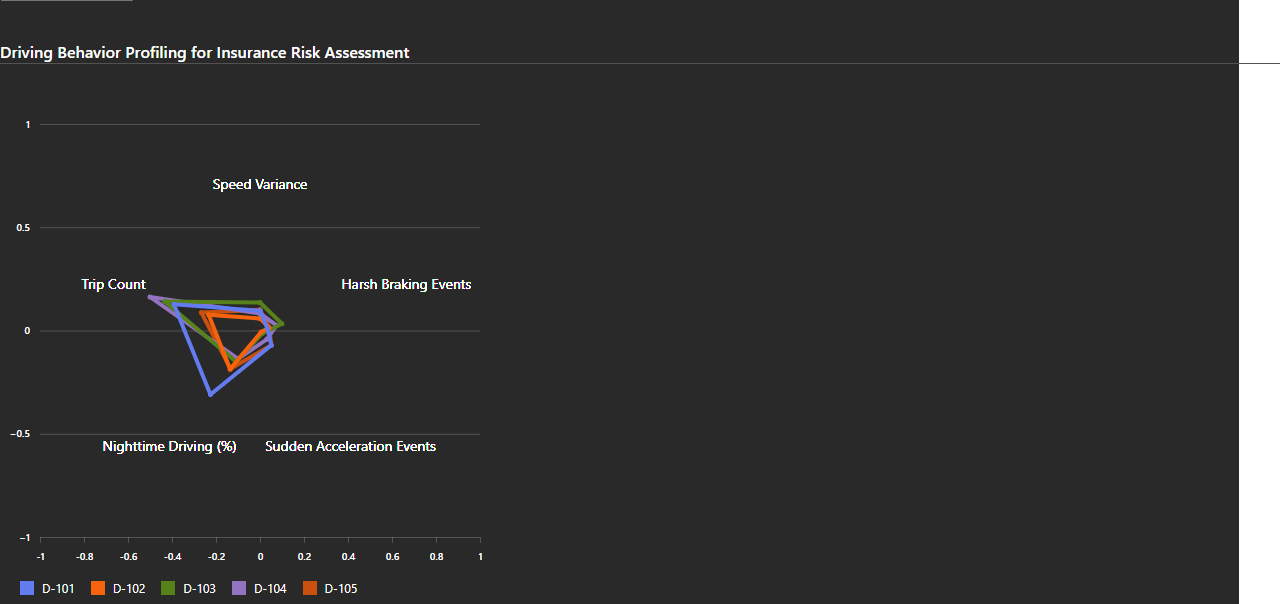 Driving Behavior Profiling for Insurance Risk Assessment
1
Speed Variance
0.5
Trip Count
Harsh Braking Events
0
−0.5
Nighttime Driving (%)
Sudden Acceleration Events
−1
-1 -0.8 -0.6 -0.4 -0.2 0 0.2 0.4 0.6 0.8 1
D-101 D-102 D-103 D-104 D-105